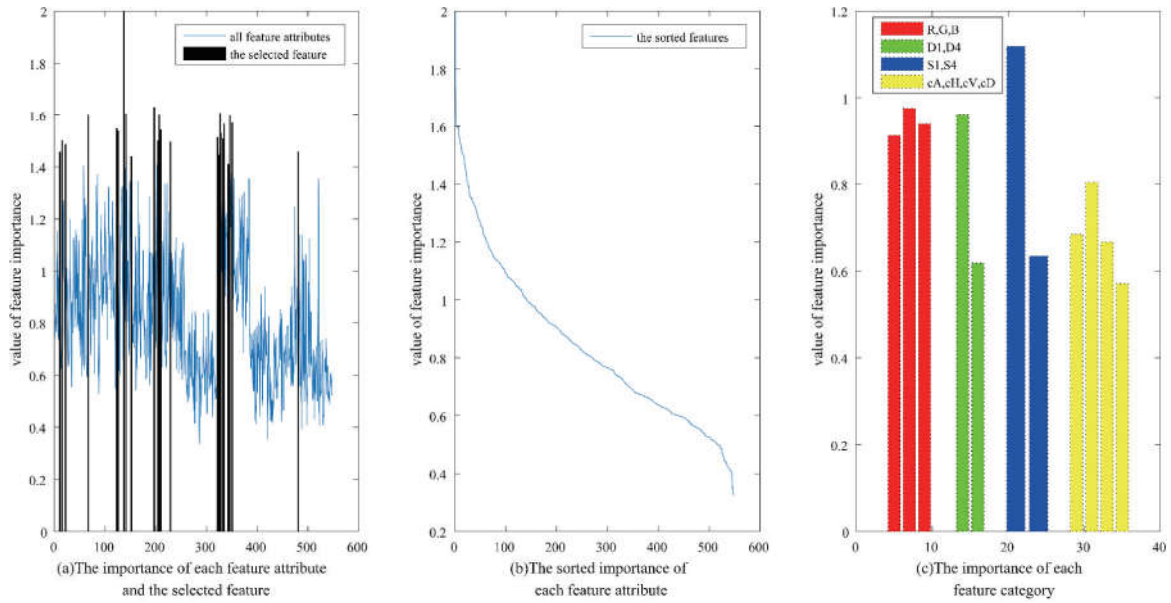 2
1.8
1.6
1.4
1.2
1
0.8
0.6
0.4
0.2
0
value of feature importance
all feature attributes
the selected feature
0
100
200
300
400
500
600
(a)The importance of each feature attribute
and the selected feature
2
1.8
1.6
1.4
1.2
1
0.8
0.6
0.4
0.2
value of feature importance
the sorted features
0
100
200
300
400
500
600
(b)The sorted importance of
each feature attribute
1.2
1
0.8
0.6
0.4
0.2
0
value of feature importance
R,G,B
D1,D4
S1,S4
cA,cH,cV,cD
0
10
20
30
40
(c)The importance of each
feature category